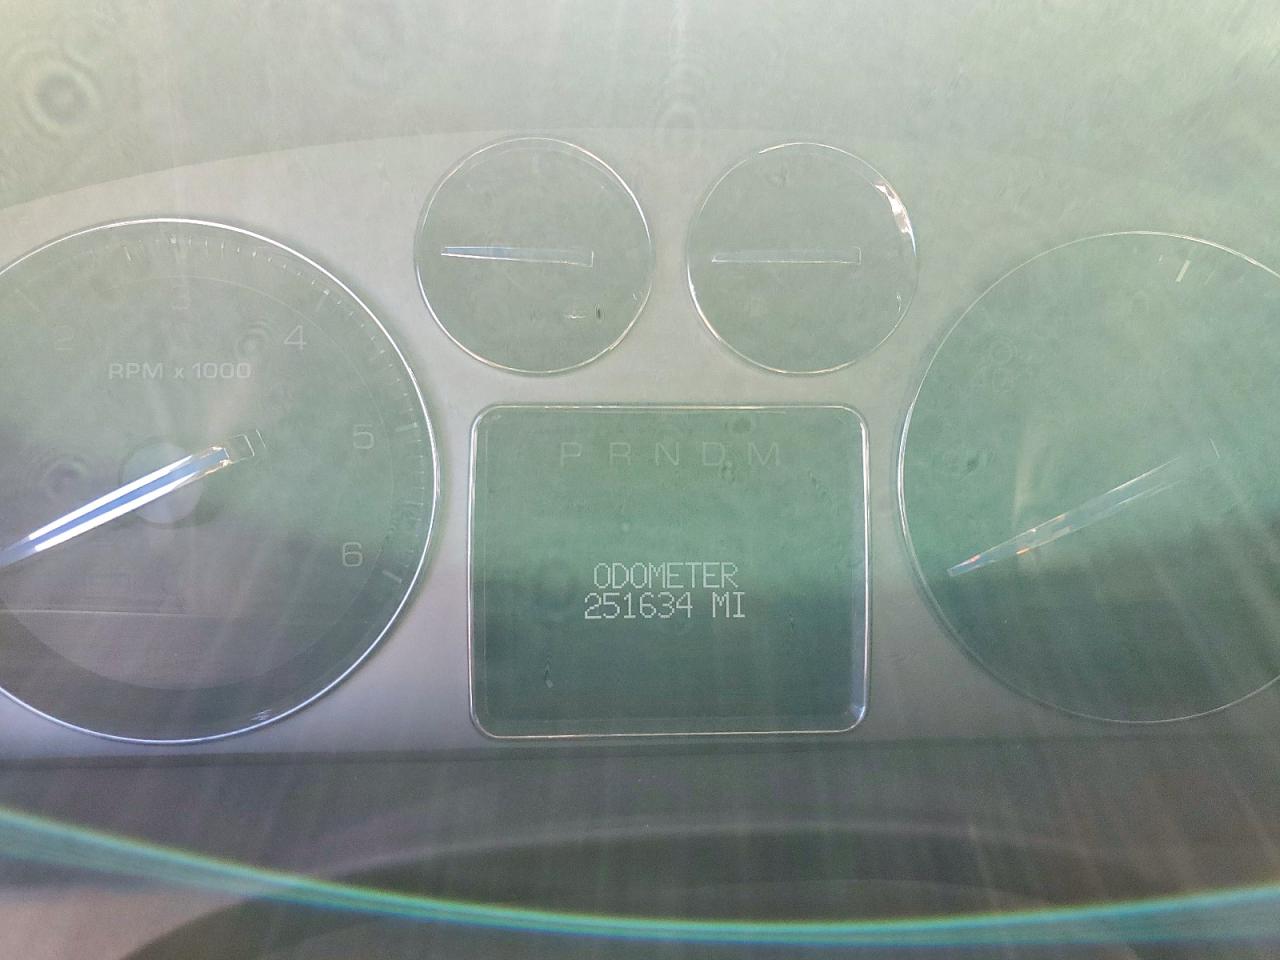 2 3 4
RPM x 1000
5
6
P R N D M
ODOMETER
251634 MI